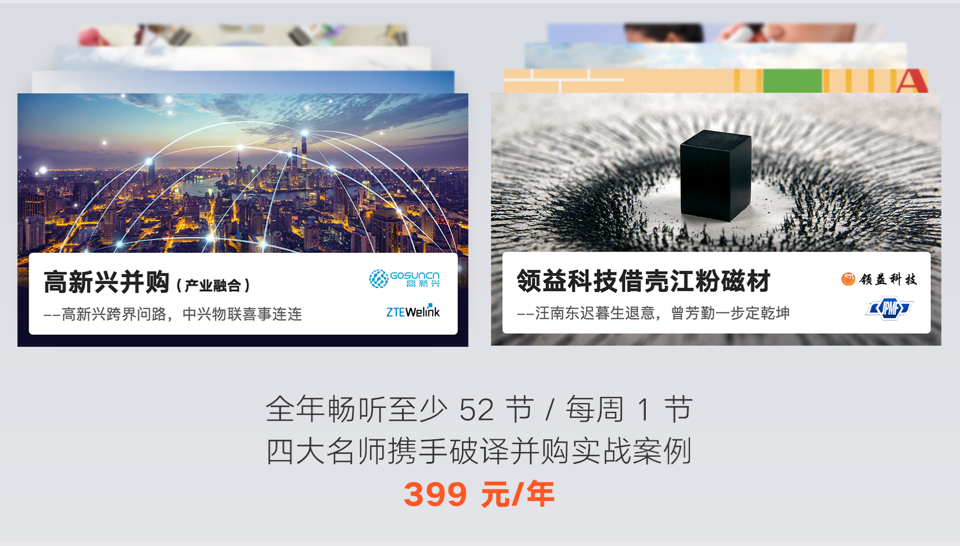 A
高新兴并购（产业融合）
GOSUNCN
高新兴
--高新兴跨界问路，中兴物联喜事连连
ZTEWelink
领益科技借壳江粉磁材
领益科技
--汪南东迟暮生退意，曾芳勤一步定乾坤
JPMF
全年畅听至少 52 节 / 每周 1 节
四大名师携手破译并购实战案例
399 元/年